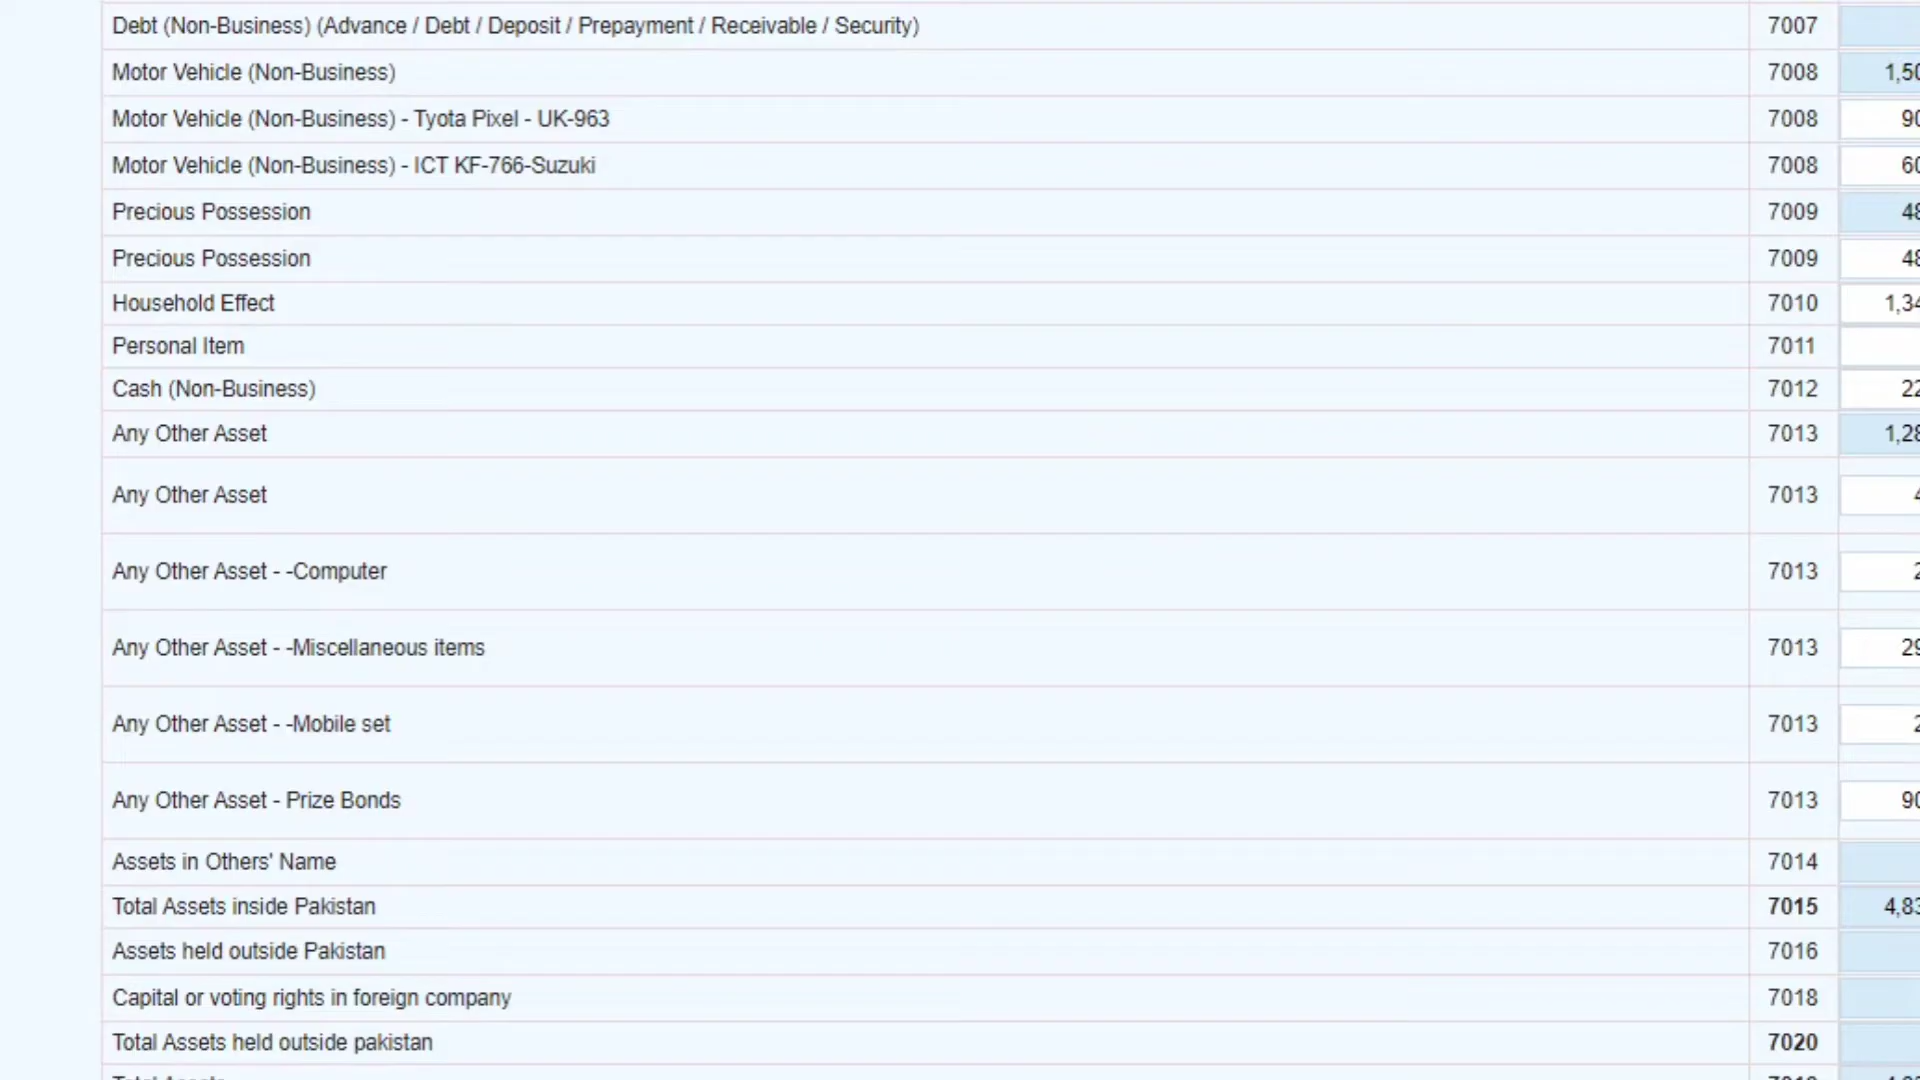 Debt (Non-Business) (Advance / Debt / Deposit / Prepayment / Receivable / Security) 7007
Motor Vehicle (Non-Business) 7008 1,50
Motor Vehicle (Non-Business) - Tyota Pixel - UK-963 7008 90
Motor Vehicle (Non-Business) - ICT KF-766-Suzuki 7008 60
Precious Possession 7009 48
Precious Possession 7009 48
Household Effect 7010 1,34
Personal Item 7011
Cash (Non-Business) 7012 22
Any Other Asset 7013 1,28
Any Other Asset 7013 4
Any Other Asset - -Computer 7013 2
Any Other Asset - -Miscellaneous items 7013 29
Any Other Asset - -Mobile set 7013 2
Any Other Asset - Prize Bonds 7013 90
Assets in Others' Name 7014
Total Assets inside Pakistan 7015 4,83
Assets held outside Pakistan 7016
Capital or voting rights in foreign company 7018
Total Assets held outside pakistan 7020